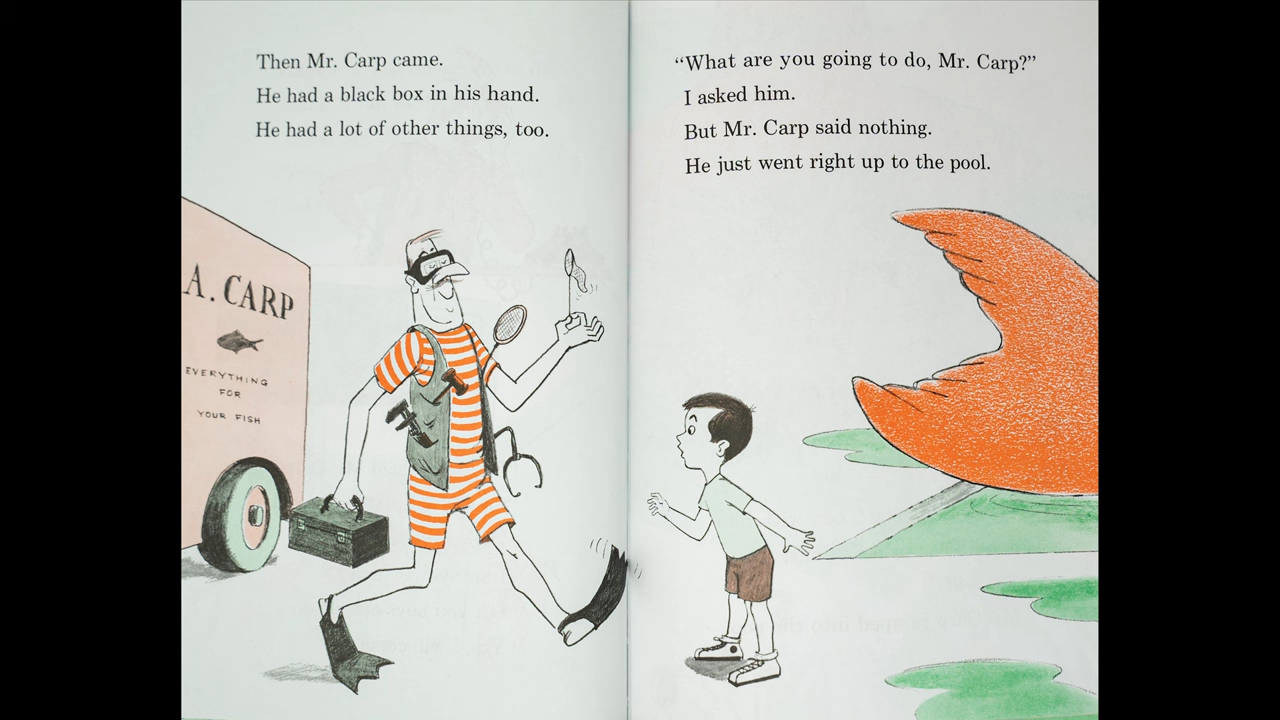 Then Mr. Carp came.
He had a black box in his hand.
He had a lot of other things, too.
A. CARP
EVERYTHING
FOR
YOUR FISH
“What are you going to do, Mr. Carp?”
I asked him.
But Mr. Carp said nothing.
He just went right up to the pool.